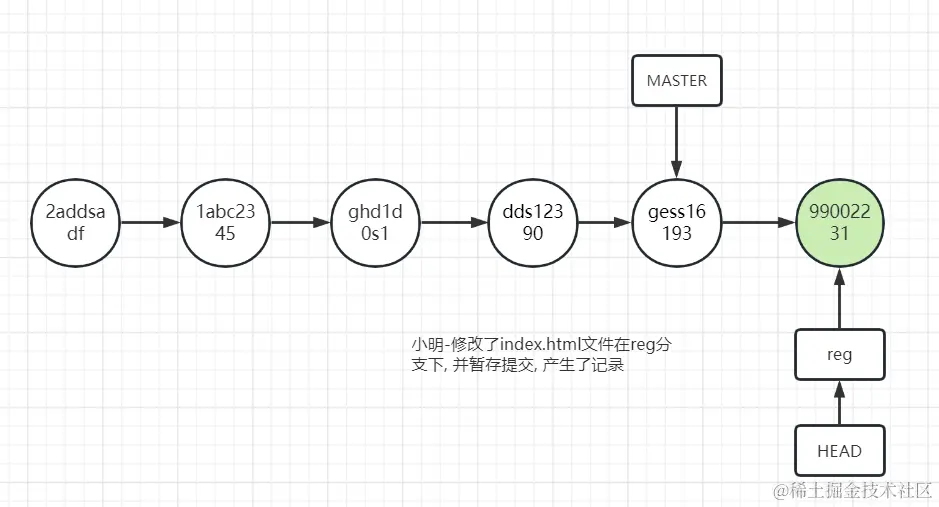 MASTER
2addsa
df
1abc23
45
ghd1d
0s1
dds123
90
gess16
193
990022
31
小明-修改了index.html文件在reg分
支下, 并暂存提交, 产生了记录
reg
HEAD
@稀土掘金技术社区